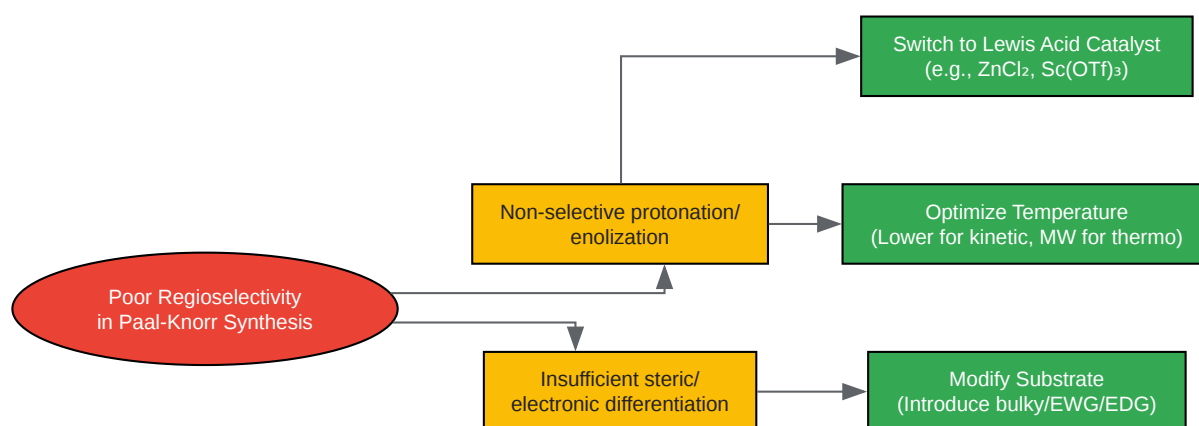 Switch to Lewis Acid Catalyst
(e.g., ZnCl₂, Sc(OTf)₃)
Non-selective protonation/
enolization
Optimize Temperature
(Lower for kinetic, MW for thermo)
Poor Regioselectivity
in Paal-Knorr Synthesis
Insufficient steric/
electronic differentiation
Modify Substrate
(Introduce bulky/EWG/EDG)